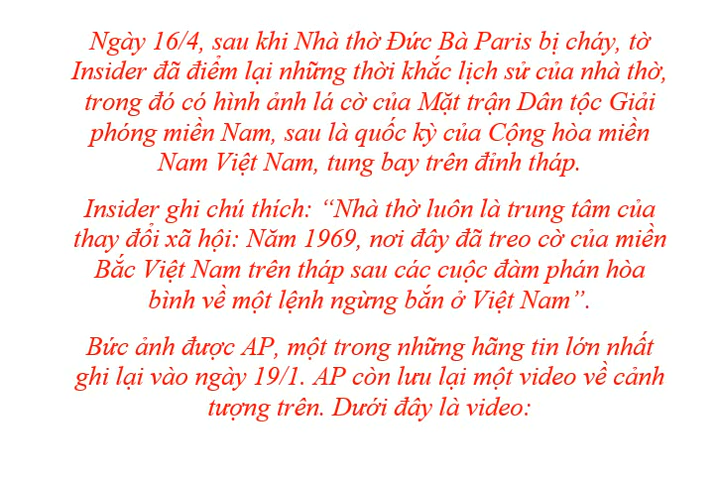 Ngày 16/4, sau khi Nhà thờ Đức Bà Paris bị cháy, tờ
Insider đã điểm lại những thời khắc lịch sử của nhà thờ,
trong đó có hình ảnh lá cờ của Mặt trận Dân tộc Giải
phóng miền Nam, sau là quốc kỳ của Cộng hòa miền
Nam Việt Nam, tung bay trên đỉnh tháp.
Insider ghi chú thích: “Nhà thờ luôn là trung tâm của
thay đổi xã hội: Năm 1969, nơi đây đã treo cờ của miền
Bắc Việt Nam trên tháp sau các cuộc đàm phán hòa
bình về một lệnh ngừng bắn ở Việt Nam”.
Bức ảnh được AP, một trong những hãng tin lớn nhất
ghi lại vào ngày 19/1. AP còn lưu lại một video về cảnh
tượng trên. Dưới đây là video: